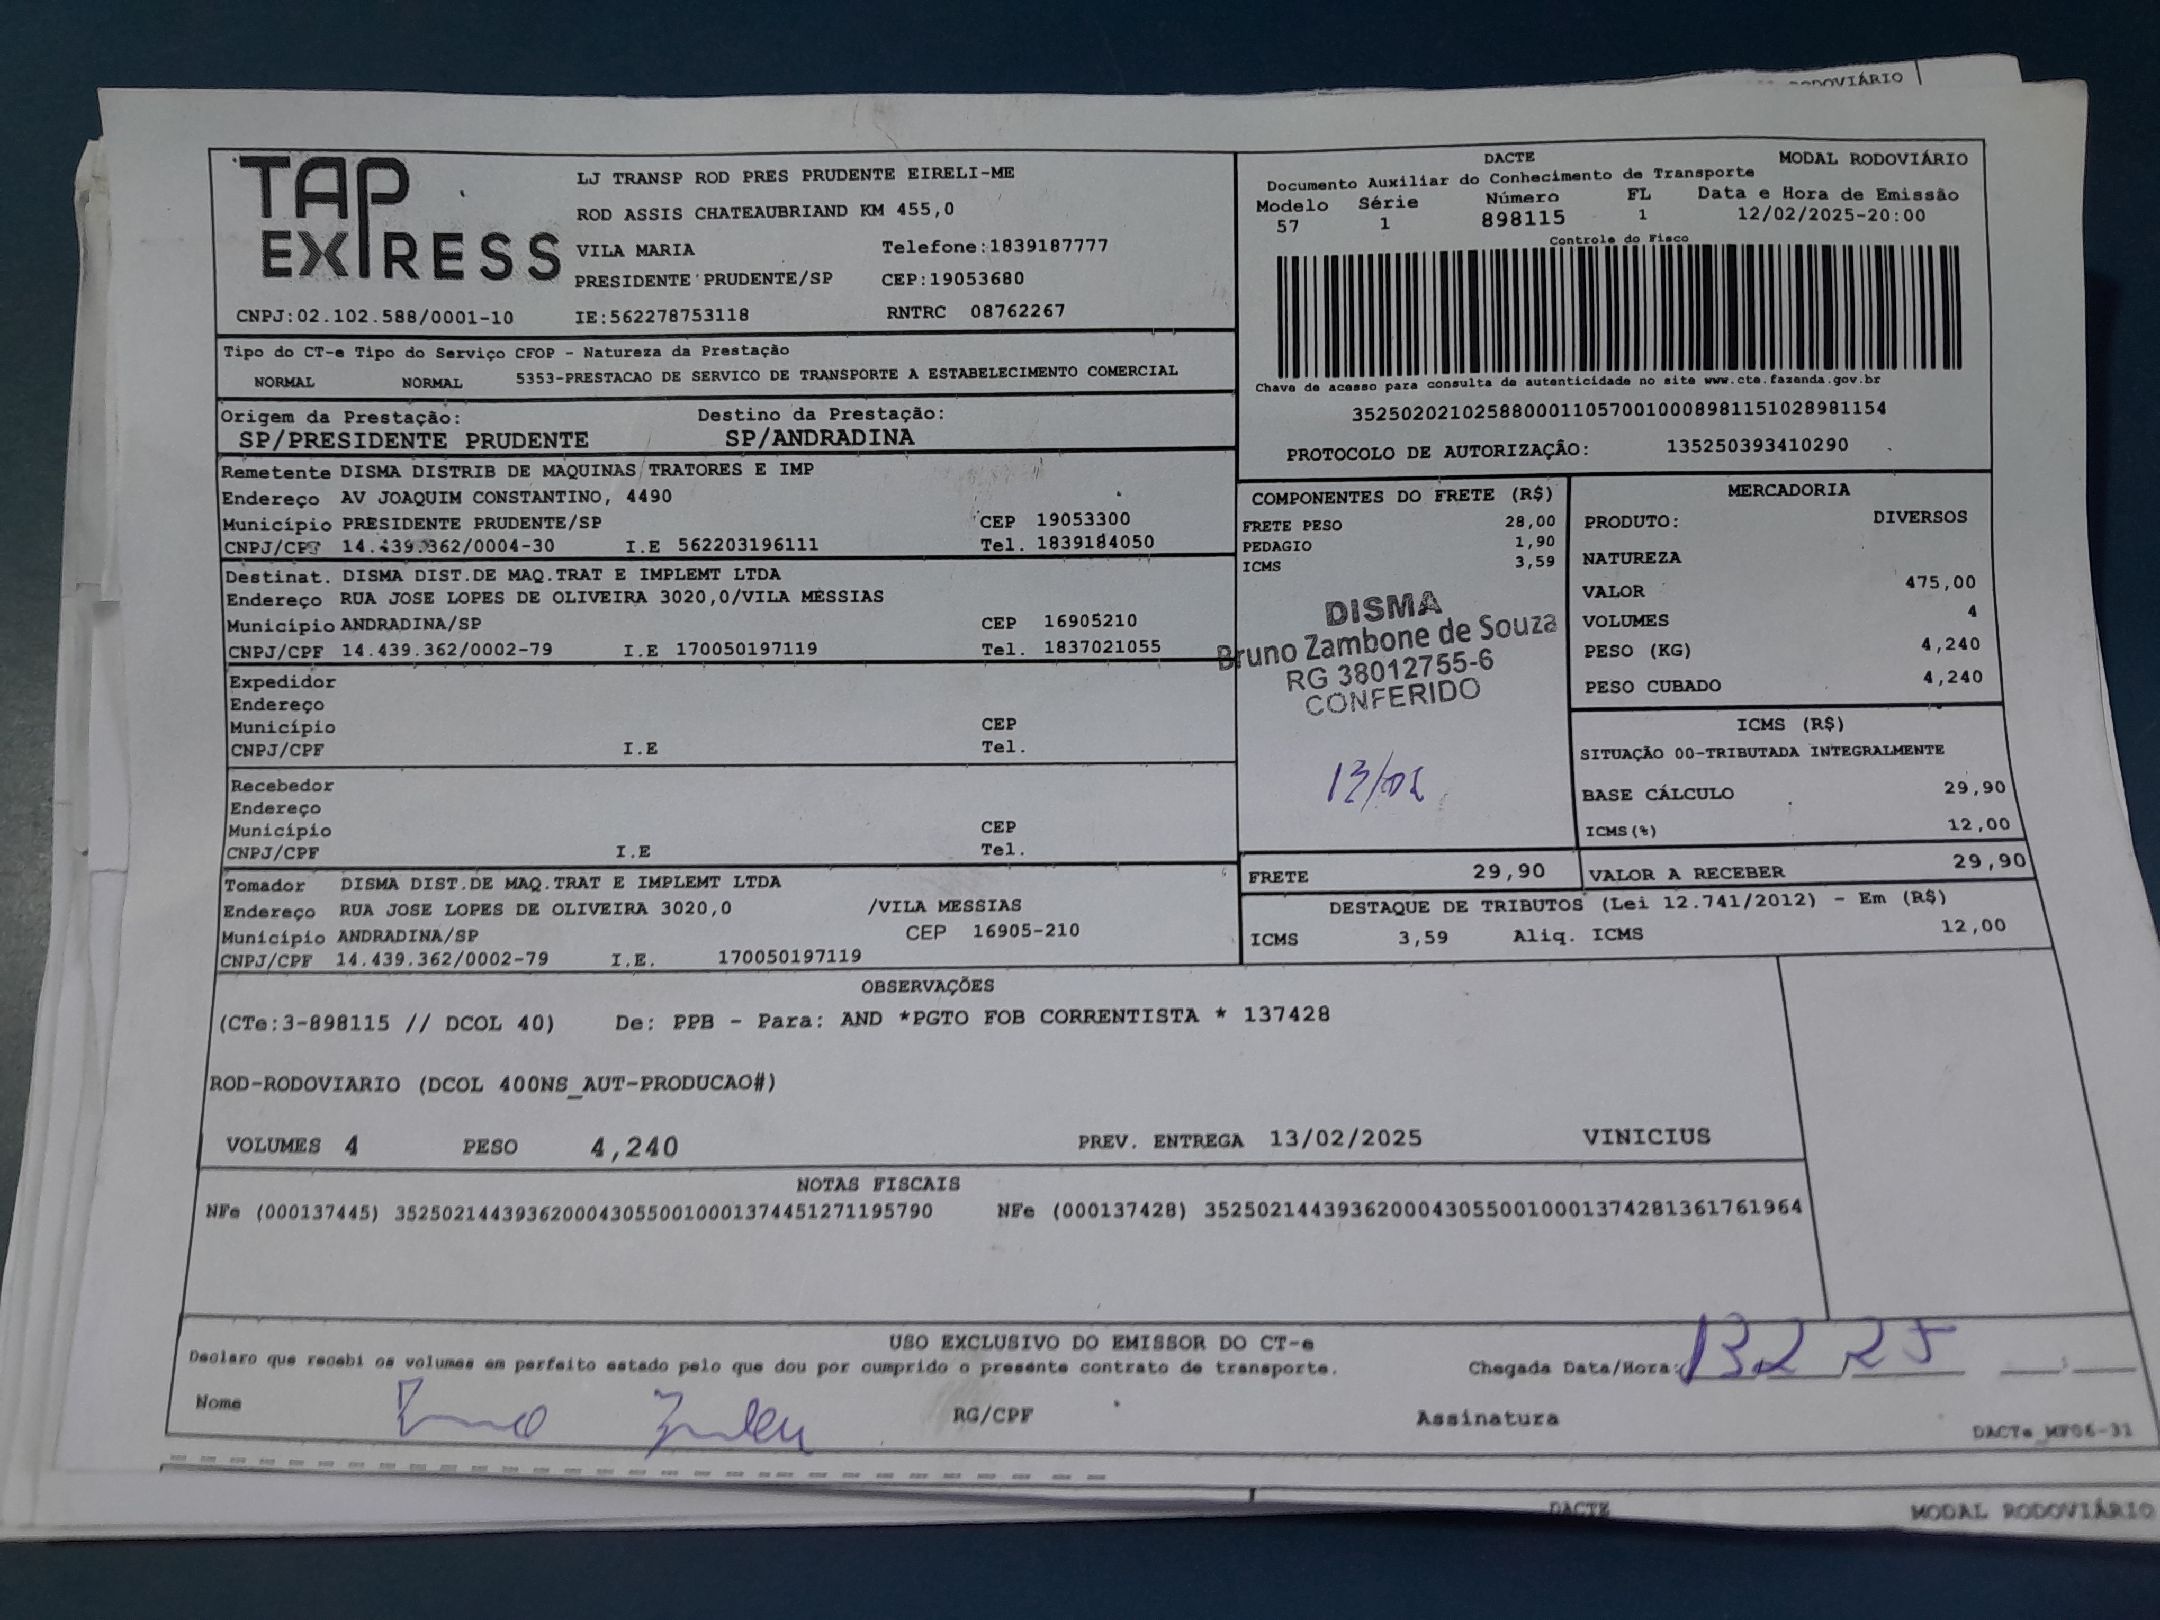 RODOVIÁRIO
TAP EXPRESS
LJ TRANSP ROD PRES PRUDENTE EIRELI-ME
ROD ASSIS CHATEAUBRIAND KM 455,0
VILA MARIA Telefone:1839187777
PRESIDENTE PRUDENTE/SP CEP:19053680
CNPJ:02.102.588/0001-10 IE:562278753118 RNTRC 08762267
DACTE MODAL RODOVIÁRIO
Documento Auxiliar do Conhecimento de Transporte
Modelo Série Número FL Data e Hora de Emissão
57 1 898115 1 12/02/2025-20:00
Controle do Fisco
Chave de acesso para consulta de autenticidade no site www.cte.fazenda.gov.br
35250202102588000110570010008981151028981154
PROTOCOLO DE AUTORIZAÇÃO: 135250393410290
Tipo do CT-e Tipo do Serviço CFOP - Natureza da Prestação
NORMAL NORMAL 5353-PRESTACAO DE SERVICO DE TRANSPORTE A ESTABELECIMENTO COMERCIAL
Origem da Prestação: Destino da Prestação:
SP/PRESIDENTE PRUDENTE SP/ANDRADINA
Remetente DISMA DISTRIB DE MAQUINAS TRATORES E IMP
Endereço AV JOAQUIM CONSTANTINO, 4490
Município PRESIDENTE PRUDENTE/SP CEP 19053300
CNPJ/CPF 14.439.362/0004-30 I.E 562203196111 Tel. 1839184050
Destinat. DISMA DIST.DE MAQ.TRAT E IMPLEMT LTDA
Endereço RUA JOSE LOPES DE OLIVEIRA 3020,0/VILA MESSIAS
Município ANDRADINA/SP CEP 16905210
CNPJ/CPF 14.439.362/0002-79 I.E 170050197119 Tel. 1837021055
Expedidor
Endereço
Município CEP
CNPJ/CPF I.E Tel.
Recebedor
Endereço
Município CEP
CNPJ/CPF I.E Tel.
Tomador DISMA DIST.DE MAQ.TRAT E IMPLEMT LTDA
Endereço RUA JOSE LOPES DE OLIVEIRA 3020,0 /VILA MESSIAS
Município ANDRADINA/SP CEP 16905-210
CNPJ/CPF 14.439.362/0002-79 I.E. 170050197119
COMPONENTES DO FRETE (R$)
FRETE PESO 28,00
PEDAGIO 1,90
ICMS 3,59
DISMA
Bruno Zambone de Souza
RG 38012755-6
CONFERIDO
13/02
FRETE 29,90
MERCADORIA
PRODUTO: DIVERSOS
NATUREZA
VALOR 475,00
VOLUMES 4
PESO (KG) 4,240
PESO CUBADO 4,240
ICMS (R$)
SITUAÇÃO 00-TRIBUTADA INTEGRALMENTE
BASE CÁLCULO 29,90
ICMS(%) 12,00
VALOR A RECEBER 29,90
DESTAQUE DE TRIBUTOS (Lei 12.741/2012) - Em (R$)
ICMS 3,59 Aliq. ICMS 12,00
OBSERVAÇÕES
(CTe:3-898115 // DCOL 40) De: PPB - Para: AND *PGTO FOB CORRENTISTA * 137428
ROD-RODOVIARIO (DCOL 400NS_AUT-PRODUCAO#)
VOLUMES 4 PESO 4,240 PREV. ENTREGA 13/02/2025 VINICIUS
NOTAS FISCAIS
NFe (000137445) 35250214439362000430550010001374451271195790 NFe (000137428) 35250214439362000430550010001374281361761964
USO EXCLUSIVO DO EMISSOR DO CT-e
Declaro que recebi os volumes em perfeito estado pelo que dou por cumprido o presente contrato de transporte. Chegada Data/Hora: 13 2 25
Nome RG/CPF Assinatura
DACTE MODAL RODOVIÁRIO